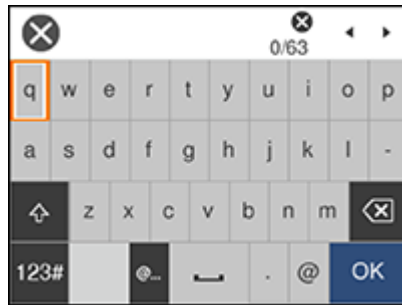 0/63
q w e r t y u i o p
a s d f g h j k l -
z x c v b n m
123# @... . @ OK